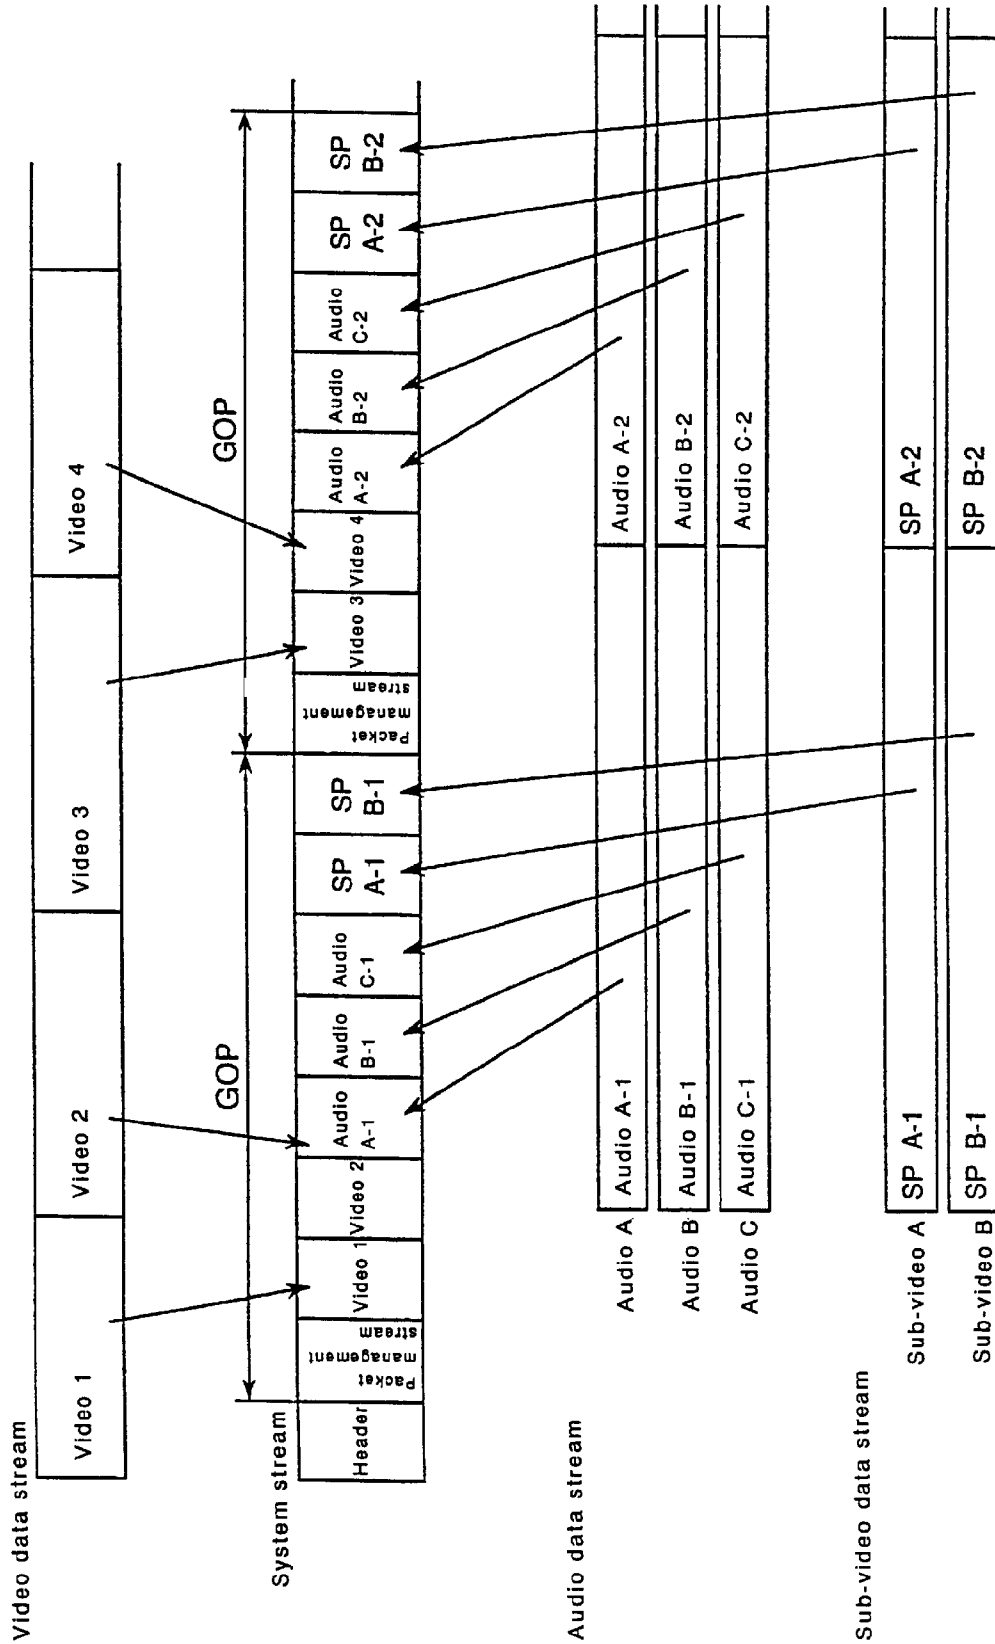 Video data stream
Video 1
Video 2
Video 3
Video 4
GOP
GOP
System stream
Header
Packet
management
stream
Video 1
Video 2
Audio
A-1
Audio
B-1
Audio
C-1
SP
A-1
SP
B-1
Packet
management
stream
Video 3
Video 4
Audio
A-2
Audio
B-2
Audio
C-2
SP
A-2
SP
B-2
Audio data stream
Audio A
Audio A-1
Audio A-2
Audio B
Audio B-1
Audio B-2
Audio C
Audio C-1
Audio C-2
Sub-video data stream
Sub-video A
SP A-1
SP A-2
Sub-video B
SP B-1
SP B-2